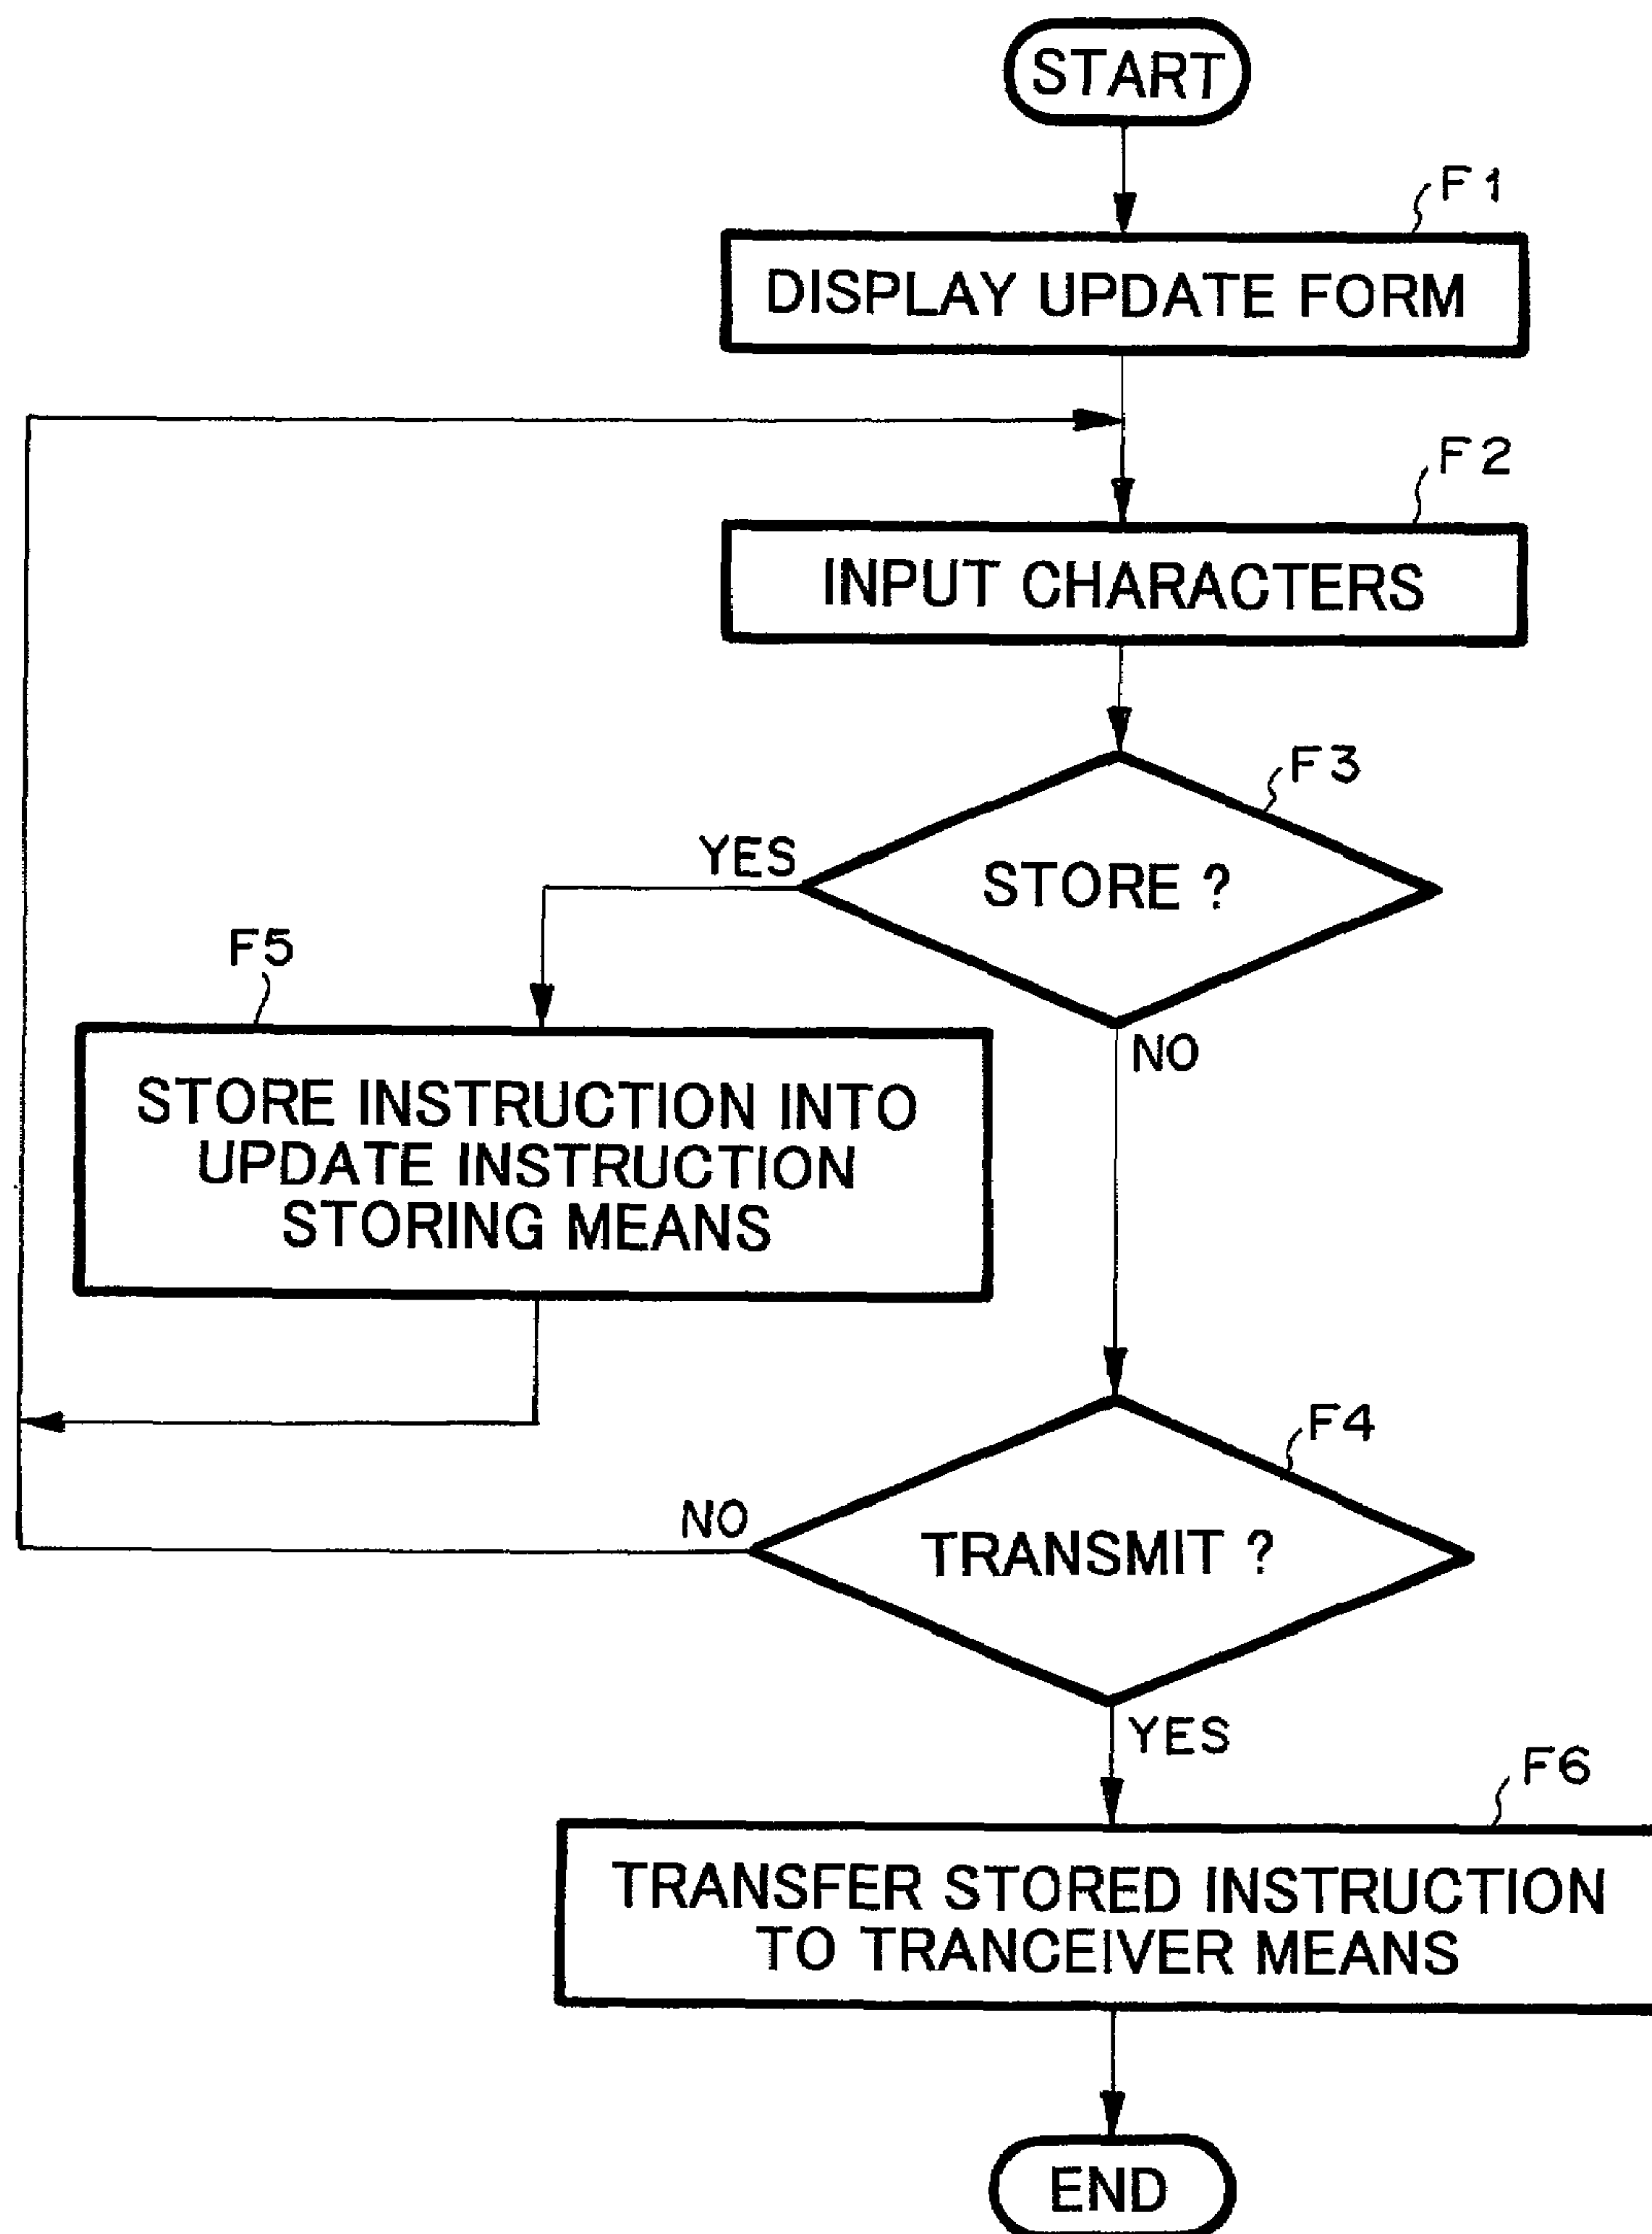 START
F1
DISPLAY UPDATE FORM
F2
INPUT CHARACTERS
F3
STORE ?
YES
NO
F5
STORE INSTRUCTION INTO
UPDATE INSTRUCTION
STORING MEANS
F4
TRANSMIT ?
NO
YES
F6
TRANSFER STORED INSTRUCTION
TO TRANCEIVER MEANS
END